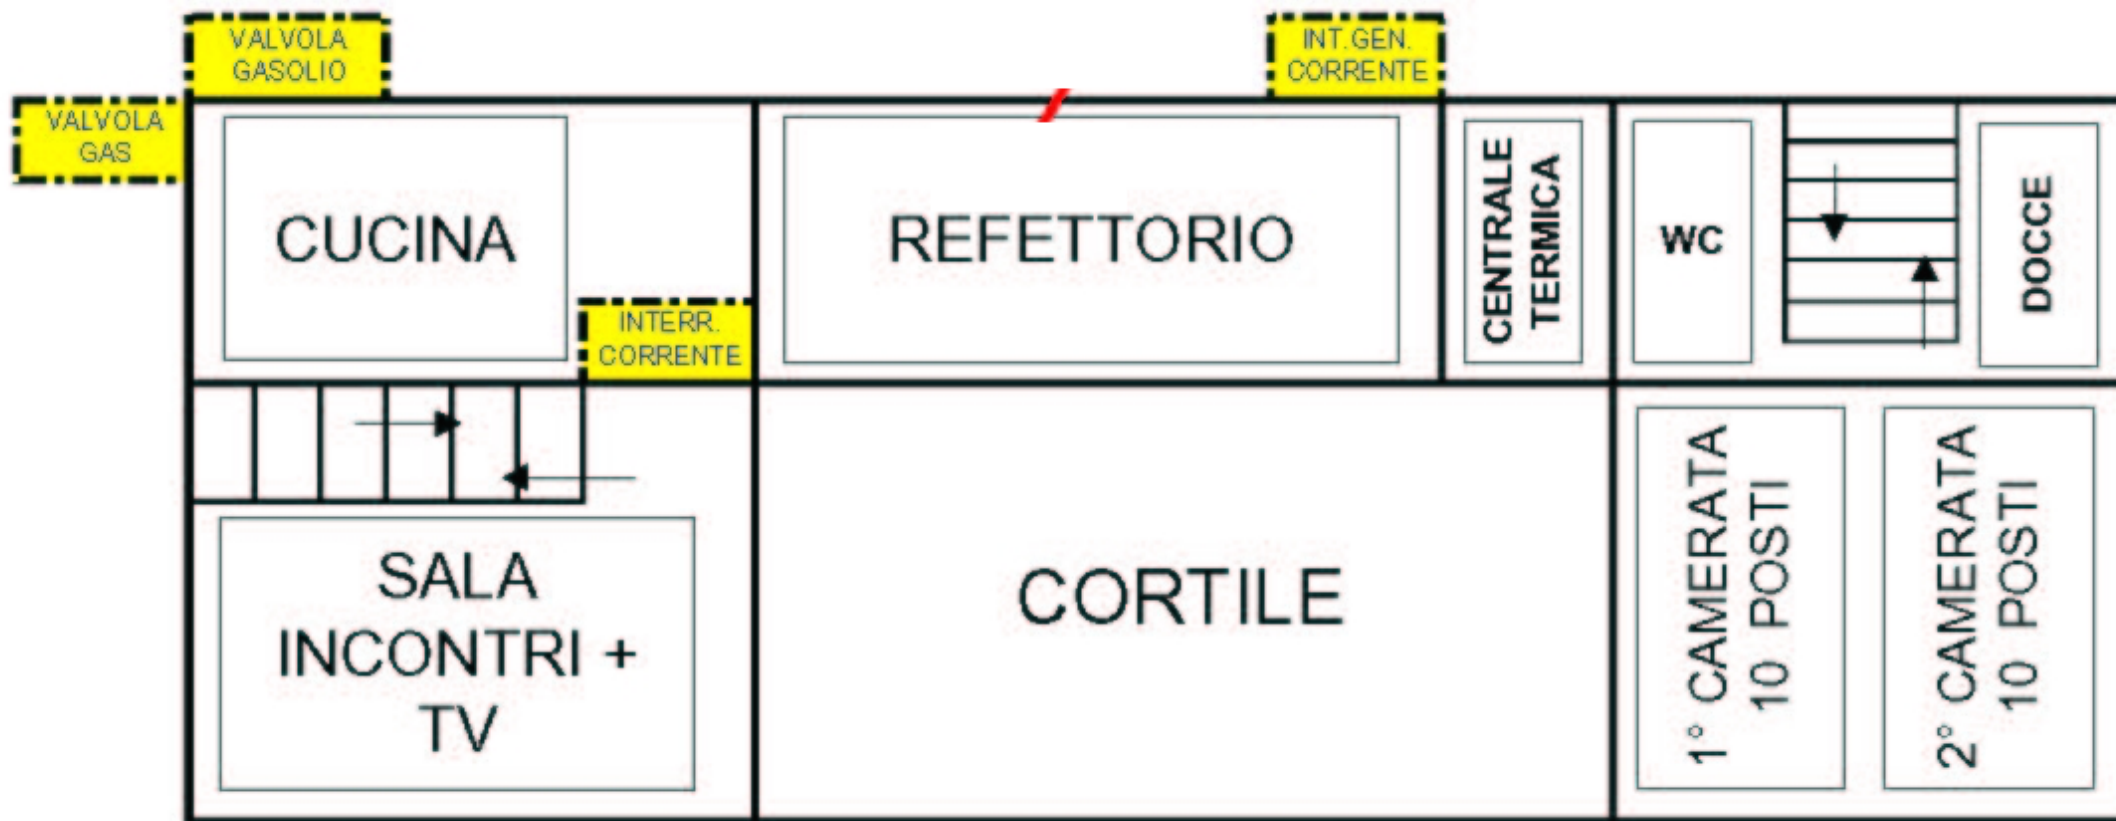 VALVOLA
GASOLIO
INT.GEN.
CORRENTE
VALVOLA
GAS
CUCINA
REFETTORIO
CENTRALE
TERMICA
WC
DOCCE
INTERR.
CORRENTE
SALA
INCONTRI +
TV
CORTILE
1° CAMERATA
10 POSTI
2° CAMERATA
10 POSTI